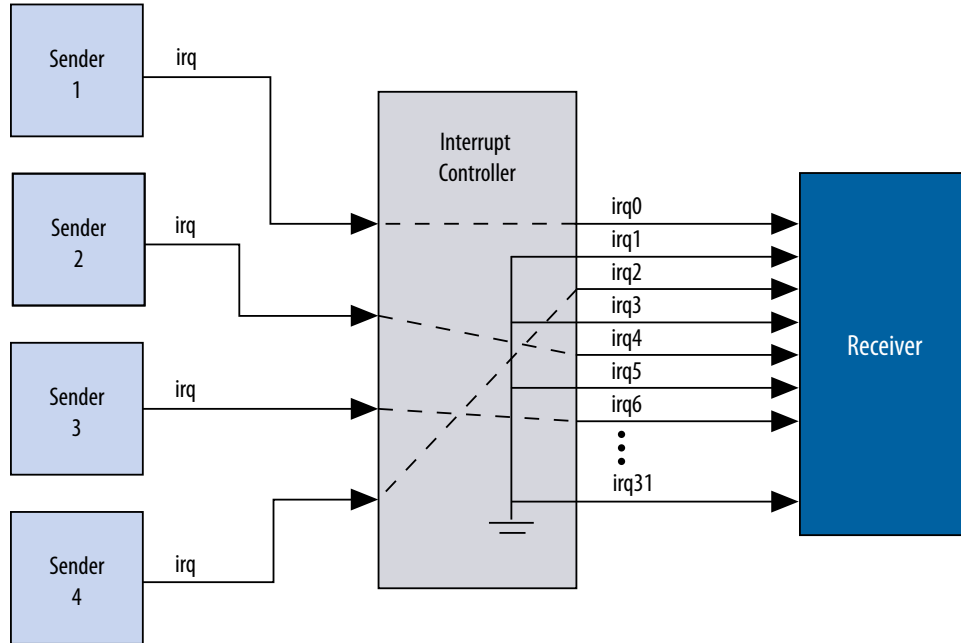 Sender
1
irq
Sender
2
irq
Sender
3
irq
Sender
4
irq
Interrupt
Controller
irq0
irq1
irq2
irq3
irq4
irq5
irq6
irq31
Receiver